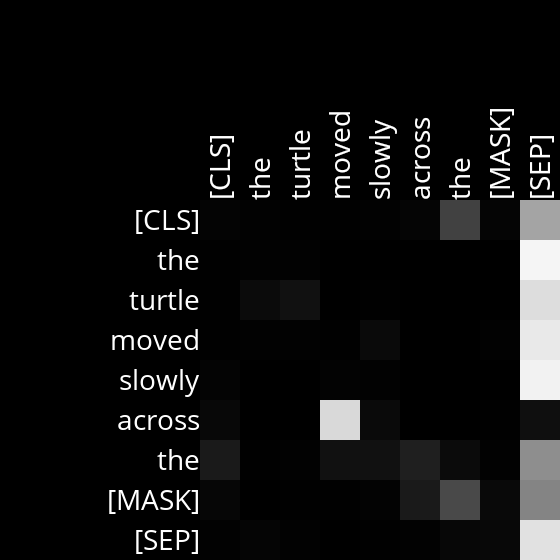 [CLS] the turtle moved slowly across the [MASK] [SEP]
[CLS]
the
turtle
moved
slowly
across
the
[MASK]
[SEP]